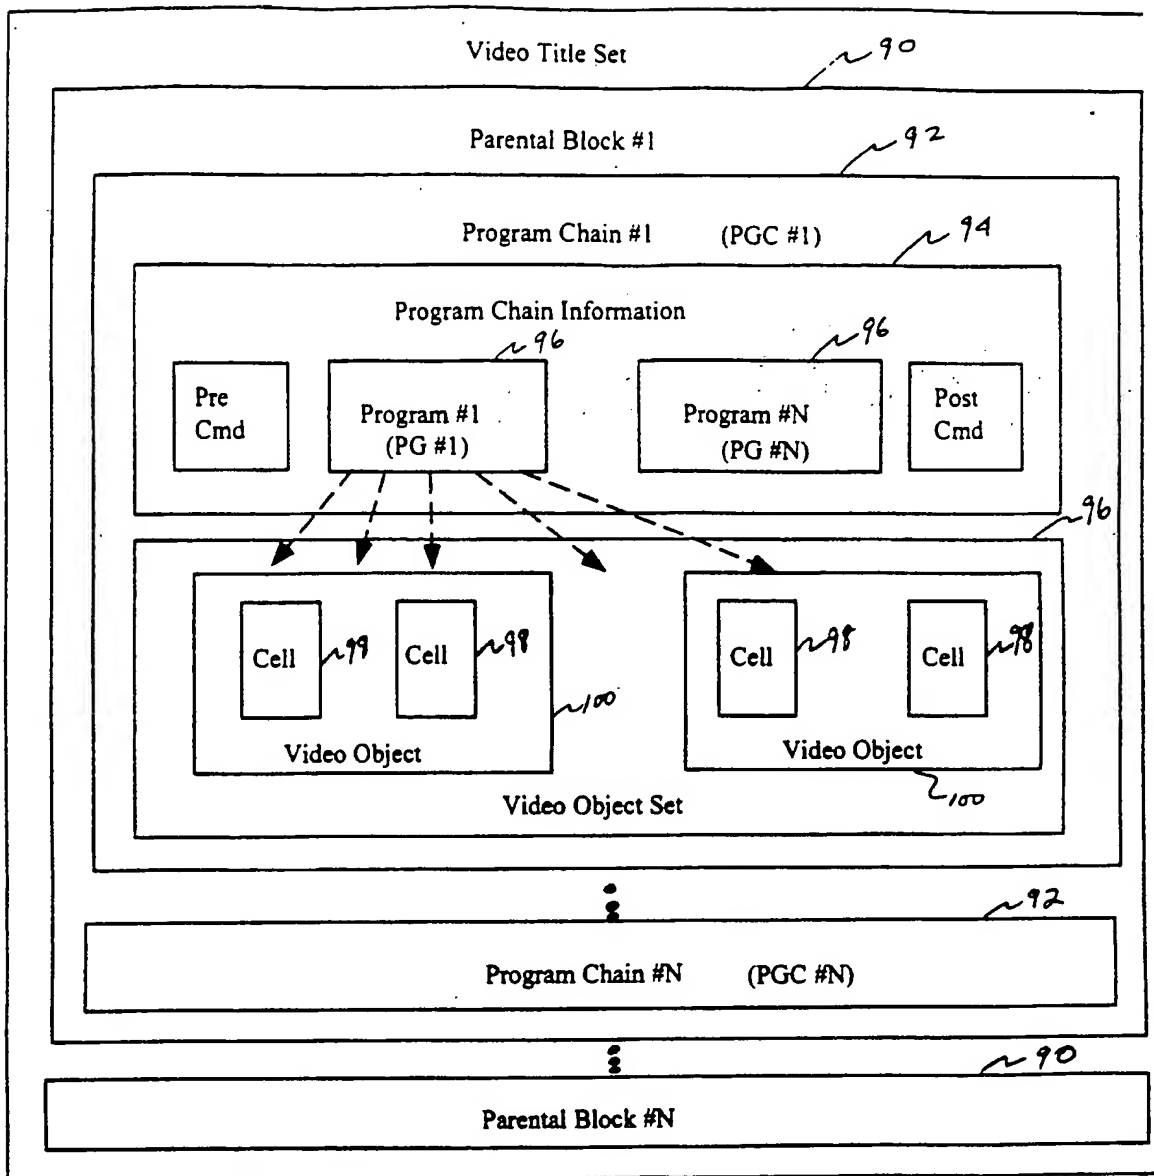 Video Title Set
90
Parental Block #1
92
Program Chain #1 (PGC #1)
94
Program Chain Information
96
96
Pre
Cmd
Program #1
(PG #1)
Program #N
(PG #N)
Post
Cmd
96
Cell
99
Cell
98
Cell
98
Cell
98
100
Video Object
Video Object
100
Video Object Set
92
Program Chain #N (PGC #N)
90
Parental Block #N